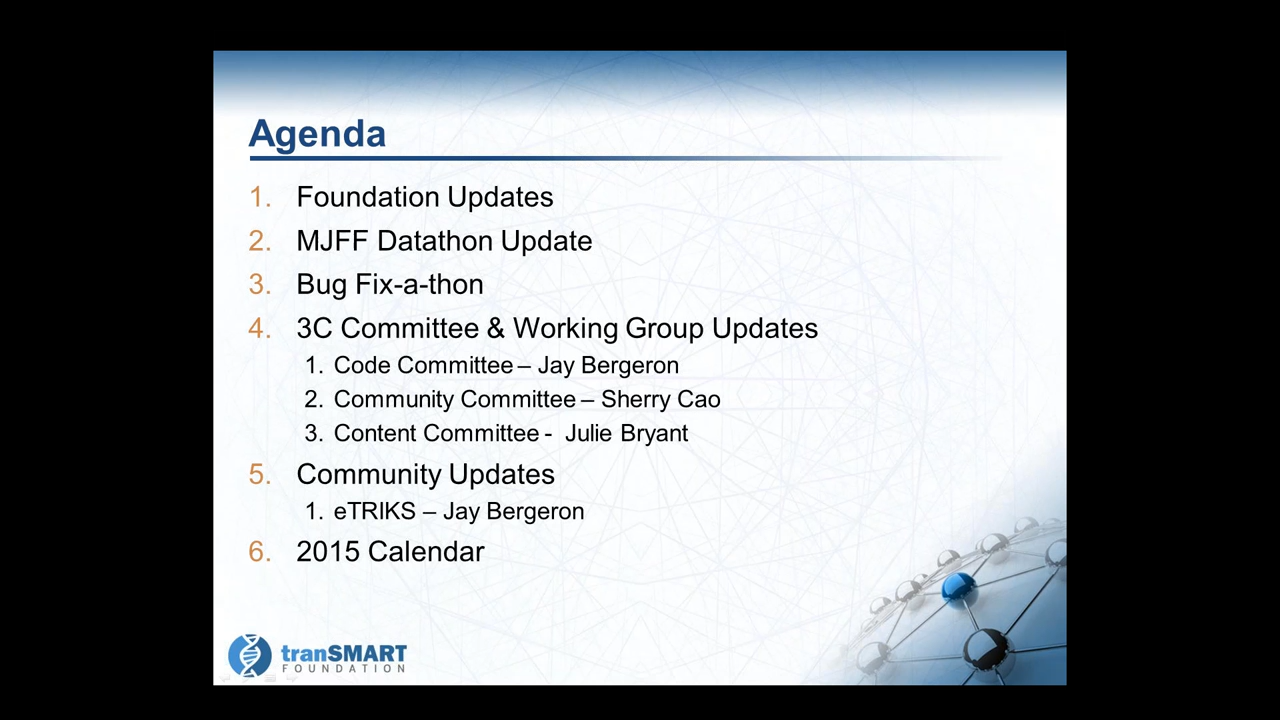 Agenda
1. Foundation Updates
2. MJFF Datathon Update
3. Bug Fix-a-thon
4. 3C Committee & Working Group Updates
1. Code Committee – Jay Bergeron
2. Community Committee – Sherry Cao
3. Content Committee - Julie Bryant
5. Community Updates
1. eTRIKS – Jay Bergeron
6. 2015 Calendar
tranSMART
FOUNDATION